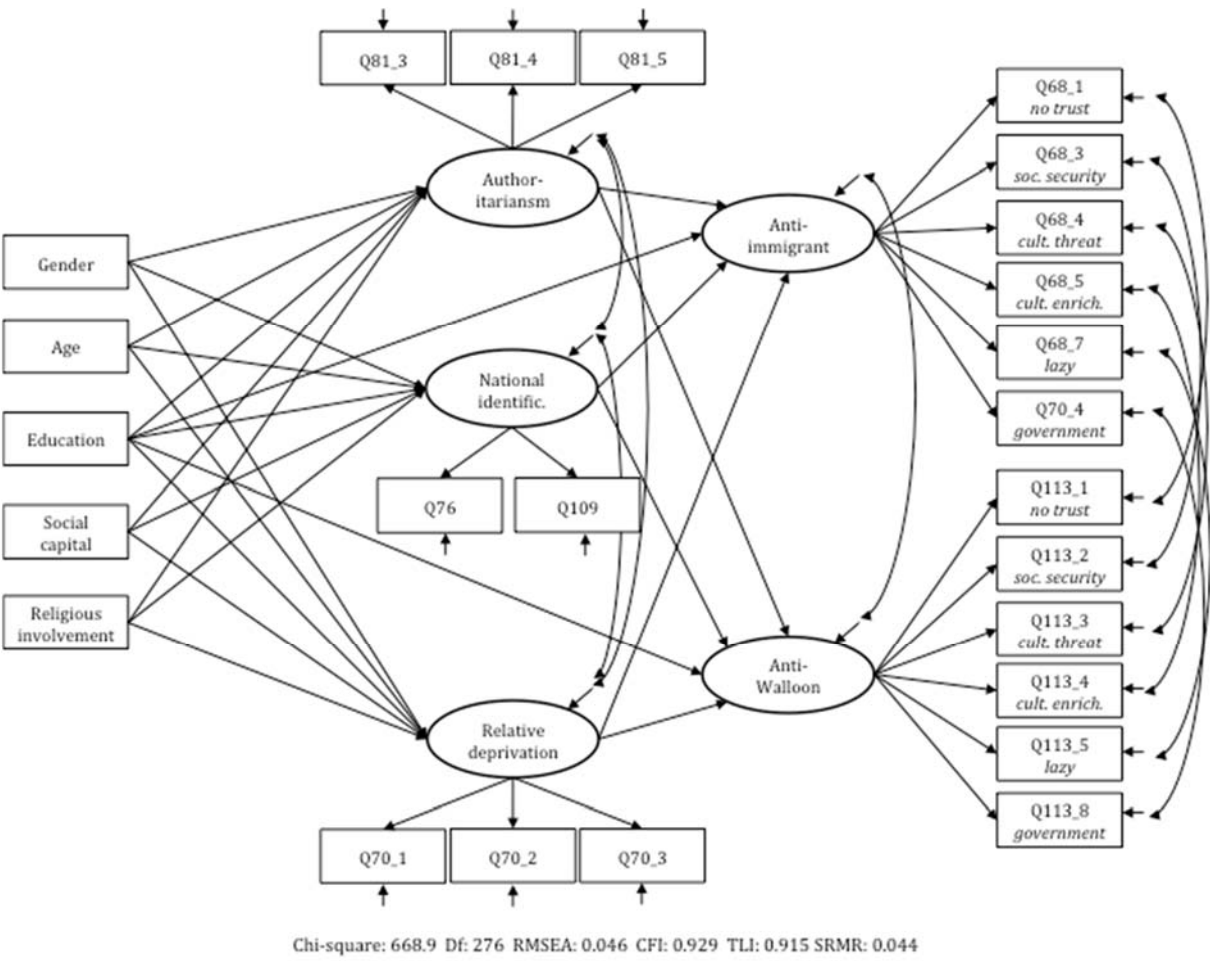 Q81_3
Q81_4
Q81_5
Author-
itariansm
Gender
Age
Education
Social
capital
Religious
involvement
National
identific.
Q76
Q109
Relative
deprivation
Q70_1
Q70_2
Q70_3
Anti-
immigrant
Anti-
Walloon
Q68_1
no trust
Q68_3
soc. security
Q68_4
cult. threat
Q68_5
cult. enrich.
Q68_7
lazy
Q70_4
government
Q113_1
no trust
Q113_2
soc. security
Q113_3
cult. threat
Q113_4
cult. enrich.
Q113_5
lazy
Q113_8
government
Chi-square: 668.9 Df: 276 RMSEA: 0.046 CFI: 0.929 TLI: 0.915 SRMR: 0.044